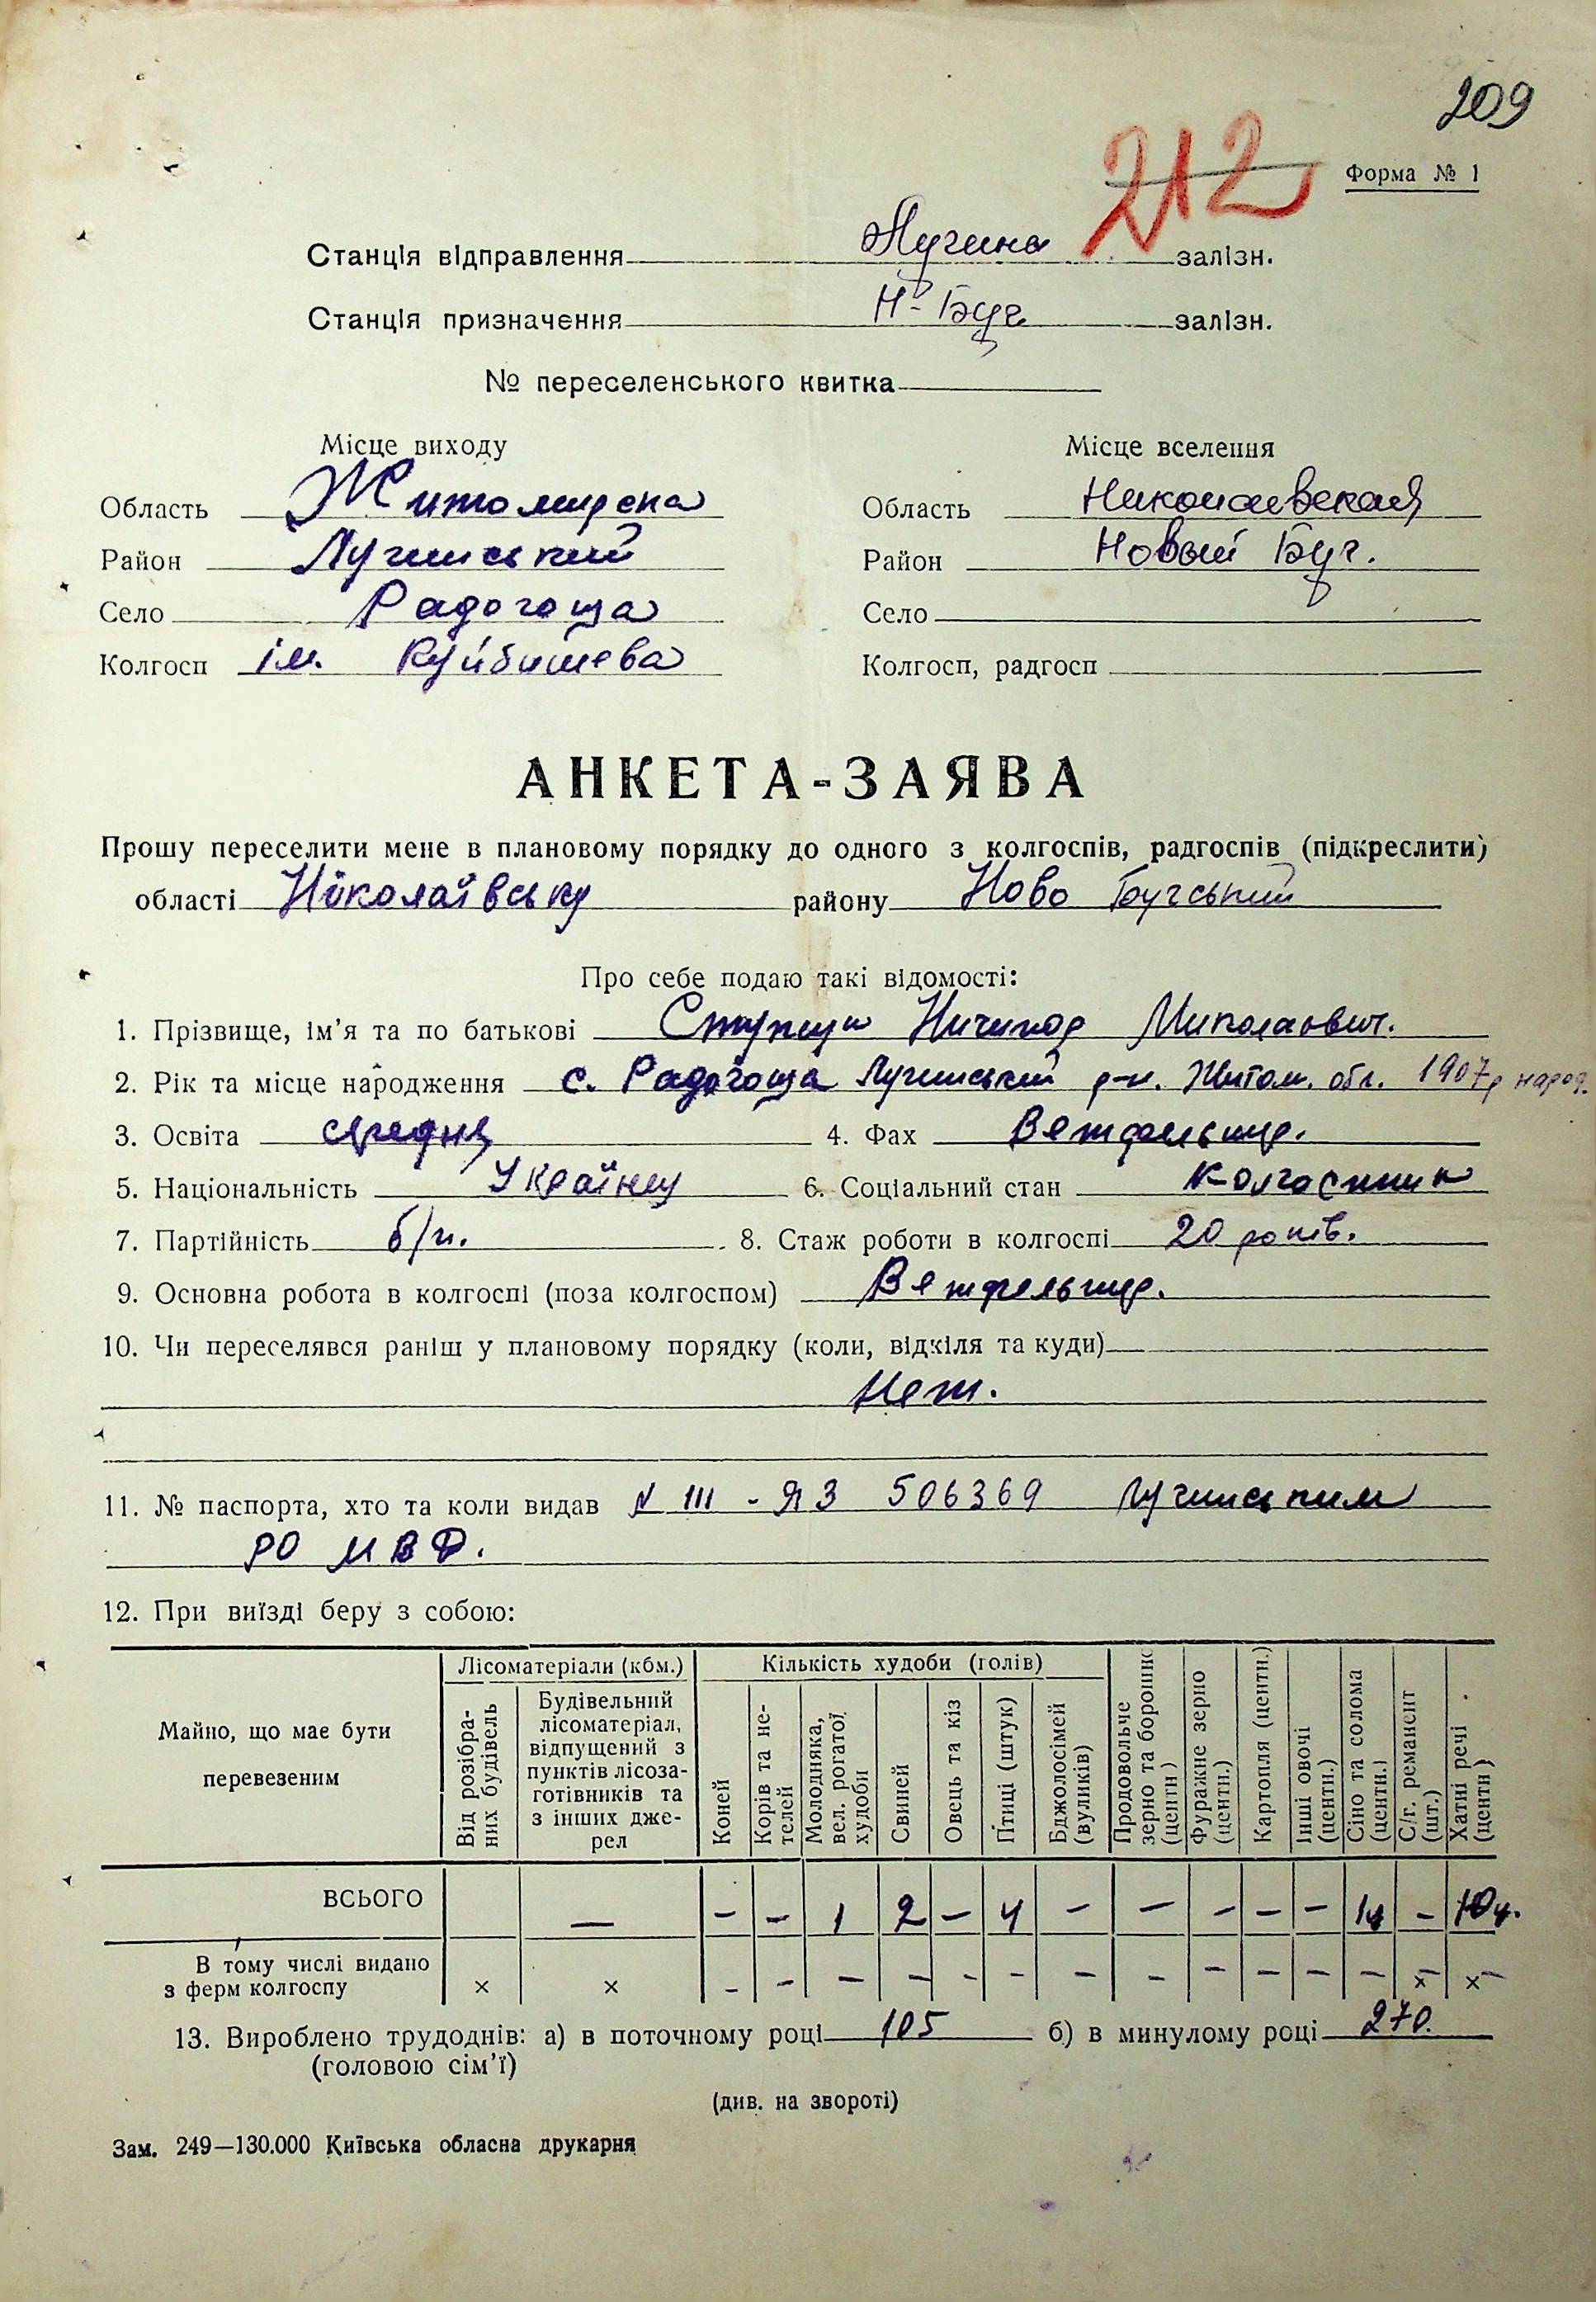 209
212
Форма № 1
Станція відправлення Лучина залізн.
Станція призначення Н-Буг залізн.
№ переселенського квитка
Місце виходу
Місце вселення
Область Житомирска
Область Николаевская
Район Лугинський
Район Новый Буг.
Село Радогоща
Село
Колгосп ім. Куйбишева
Колгосп, радгосп
АНКЕТА-ЗАЯВА
Прошу переселити мене в плановому порядку до одного з колгоспів, радгоспів (підкреслити)
області Ніколаївську району Ново Бугський
Про себе подаю такі відомості:
1. Прізвище, ім'я та по батькові Ничипор Миколаович.
2. Рік та місце народження с. Радогоща Лугинський р-н. Житом. обл. 1907р народ.
3. Освіта средня 4. Фах Ветфельшер.
5. Національність Українец 6. Соціальний стан Колгоспник
7. Партійність б/п. 8. Стаж роботи в колгоспі 20 років.
9. Основна робота в колгоспі (поза колгоспом) Ветфельшер.
10. Чи переселявся раніш у плановому порядку (коли, відкіля та куди)
Нет.
11. № паспорта, хто та коли видав № III - ЯЗ 506369 Лугинським
РО МВД.
12. При виїзді беру з собою:
Майно, що має бути перевезеним
Лісоматеріали (кбм.)
Кількість худоби (голів)
Від розібраних будівель
Будівельний лісоматеріал, відпущений з пунктів лісозаготівників та з інших джерел
Коней
Корів та нетелей
Молодняка, вел. рогатої худоби
Свиней
Овець та кіз
Птиці (штук)
Бджолосімей (вуликів)
Продовольче зерно та борошно (центн)
Фуражне зерно (центн.)
Картопля (центн.)
Інші овочі (центн.)
Сіно та солома (центн.)
С/г. реманент (шт.)
Хатні речі (центн)
ВСЬОГО — — — 1 2 — 4 — — — — — 1ц — 10ц.
В тому числі видано
з ферм колгоспу × × — — — — — — — — — — — — ×— ×—
13. Вироблено трудоднів: а) в поточному році 105 б) в минулому році 270.
(головою сім'ї)
(див. на звороті)
Зам. 249—130.000 Київська обласна друкарня